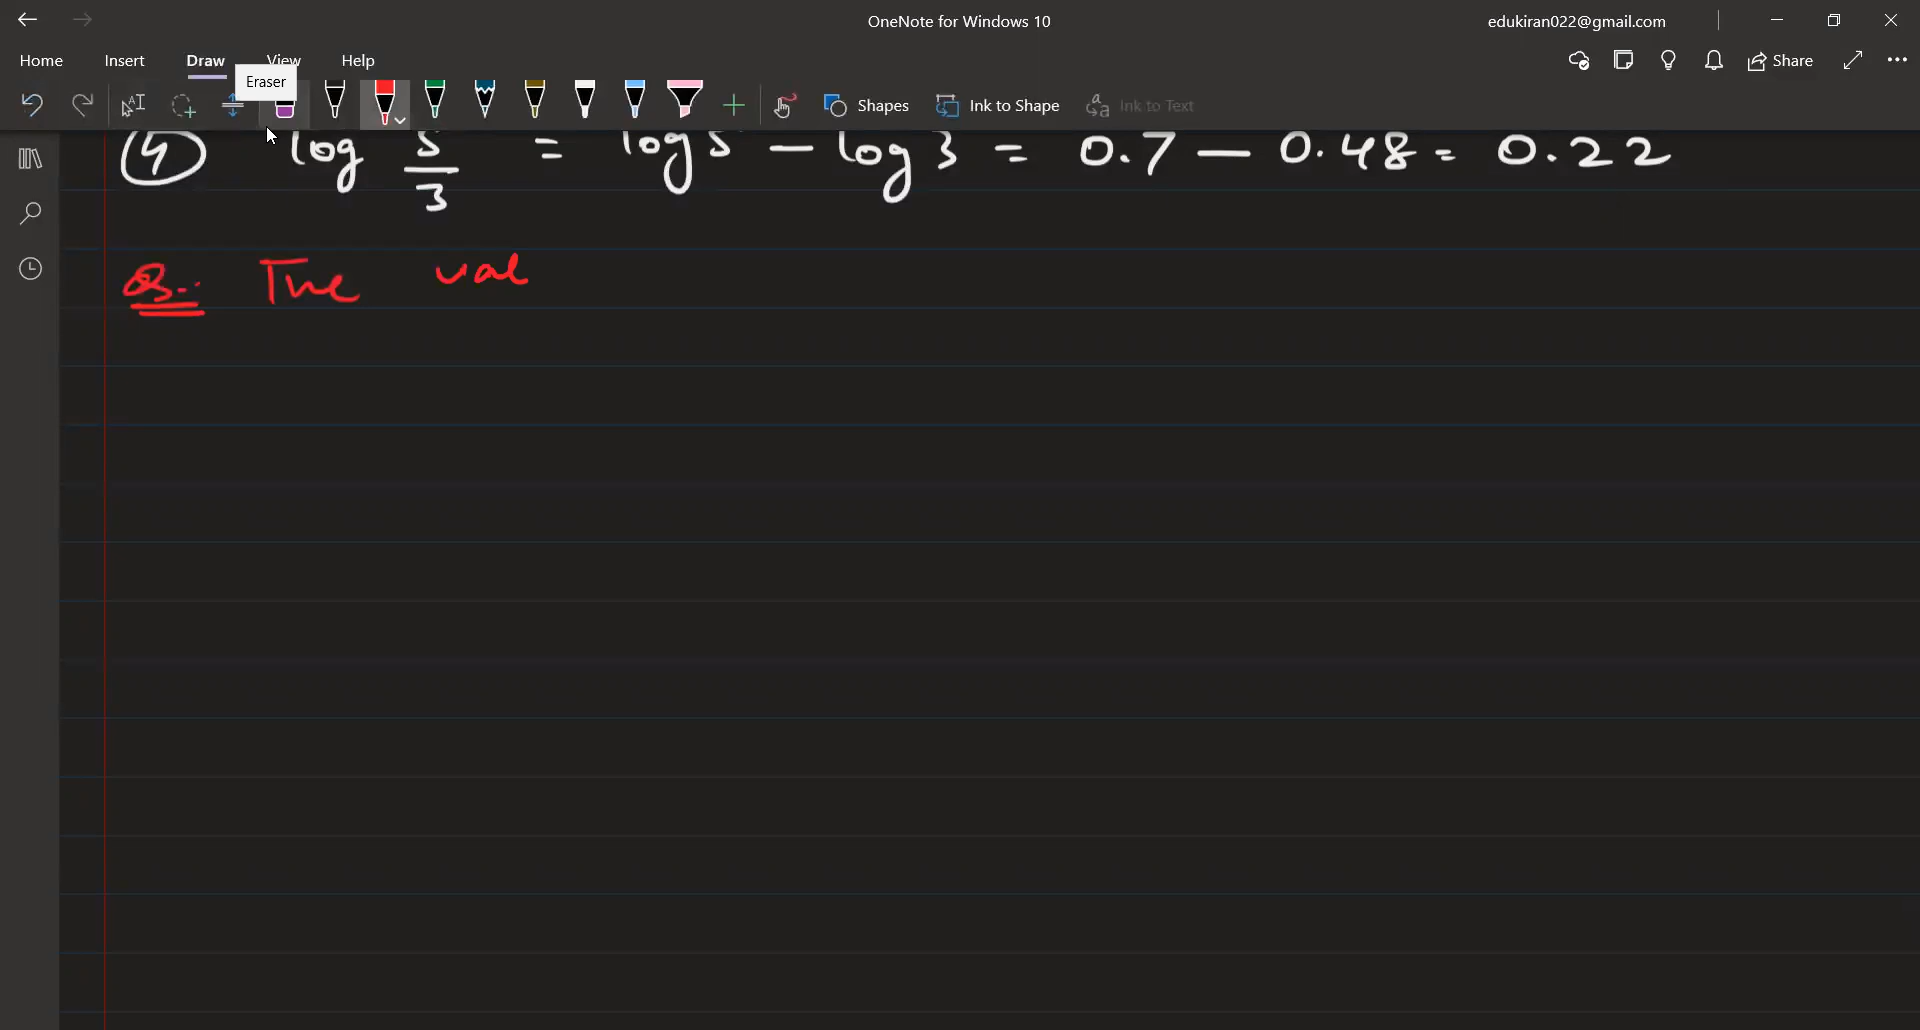 OneNote for Windows 10
edukiran022@gmail.com
Home Insert Draw View Help
Share
Eraser
Shapes Ink to Shape Ink to Text
(4) log 5/3 = log 5 - log 3 = 0.7 - 0.48 = 0.22
Q.: The val